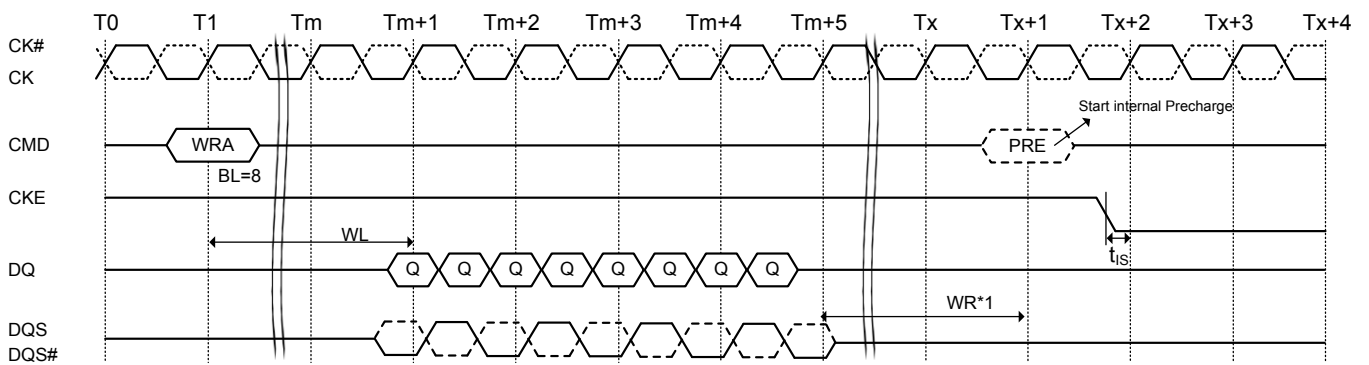 T0 T1 Tm Tm+1 Tm+2 Tm+3 Tm+4 Tm+5 Tx Tx+1 Tx+2 Tx+3 Tx+4
CK#
CK
Start internal Precharge
CMD WRA PRE
BL=8
CKE
WL
tIS
DQ Q Q Q Q Q Q Q Q
WR*1
DQS
DQS#